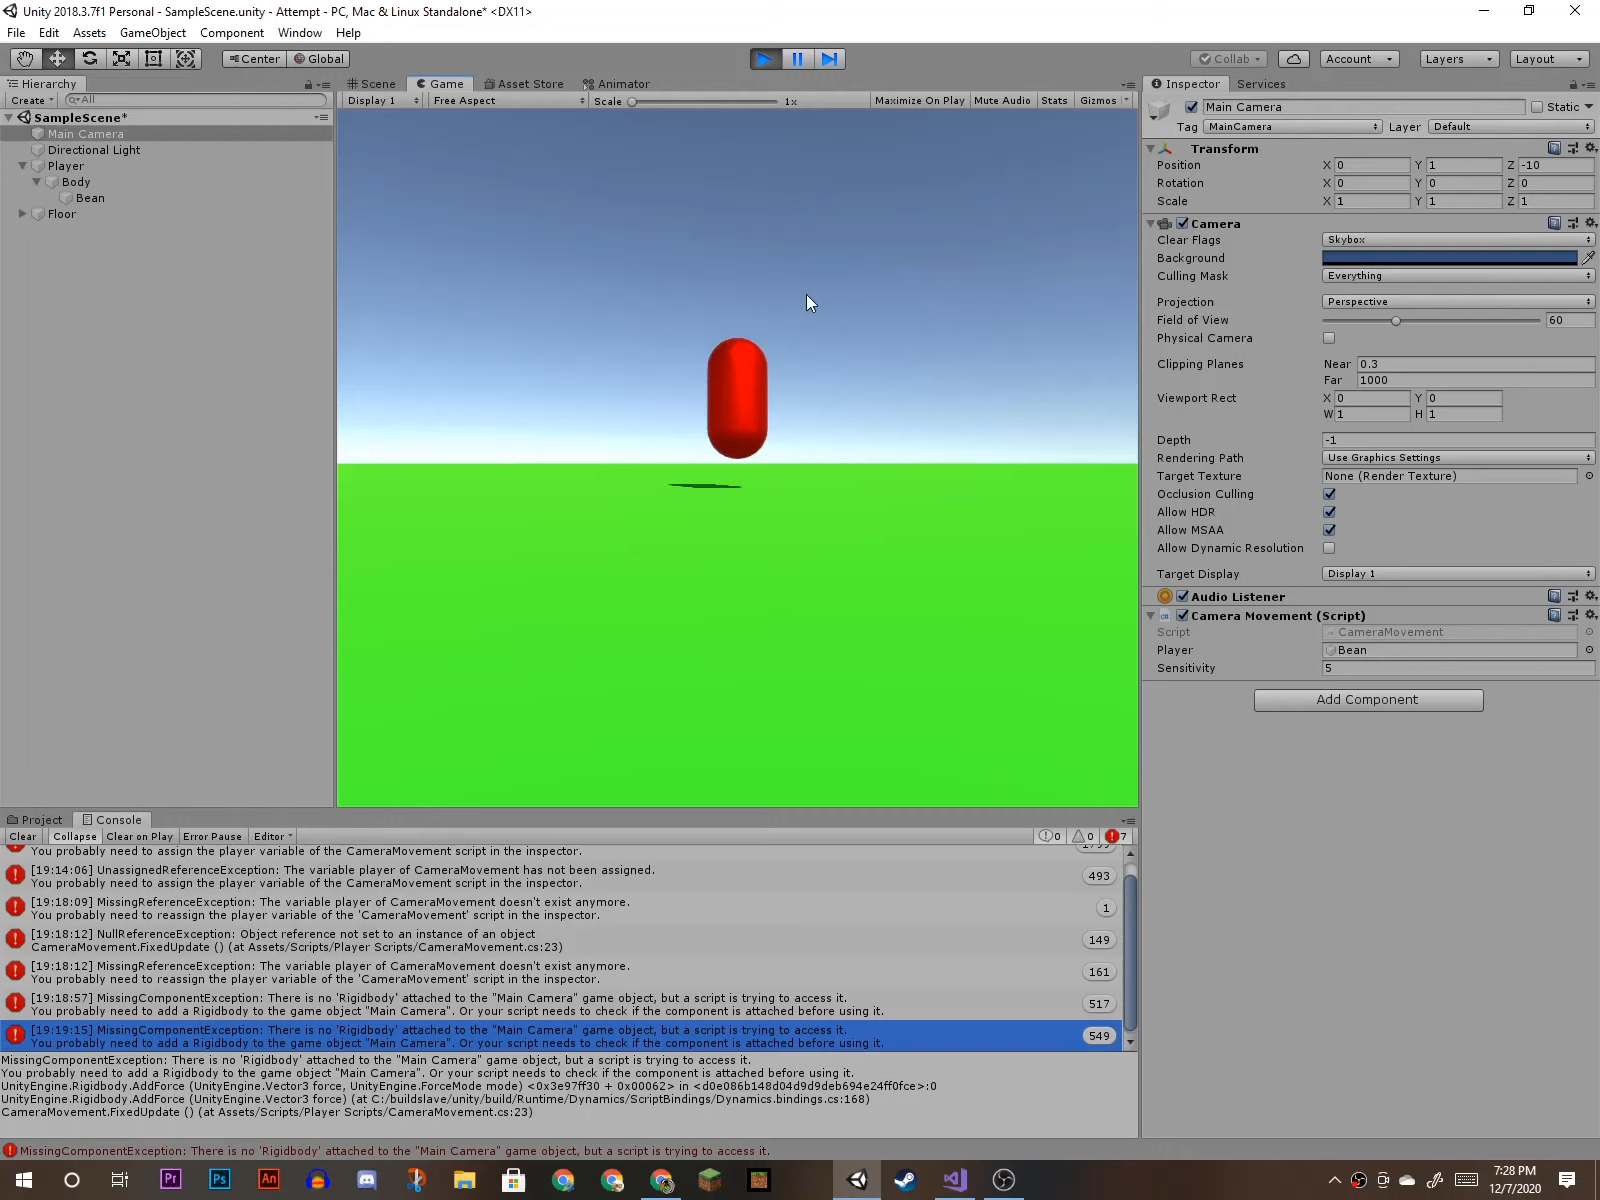 Unity 2018.3.7f1 Personal - SampleScene.unity - Attempt - PC, Mac & Linux Standalone* <DX11>
File Edit Assets GameObject Component Window Help
Center Global Collab Account Layers Layout
Hierarchy Scene Game Asset Store Animator Inspector Services
Create All Display 1 Free Aspect Scale 1x Maximize On Play Mute Audio Stats Gizmos Main Camera Static
SampleScene*
Main Camera
Directional Light
Player
Body
Bean
Floor
Tag MainCamera Layer Default
Transform
Position X 0 Y 1 Z -10
Rotation X 0 Y 0 Z 0
Scale X 1 Y 1 Z 1
Camera
Clear Flags Skybox
Background
Culling Mask Everything
Projection Perspective
Field of View 60
Physical Camera
Clipping Planes Near 0.3
Far 1000
Viewport Rect X 0 Y 0
W 1 H 1
Depth -1
Rendering Path Use Graphics Settings
Target Texture None (Render Texture)
Occlusion Culling
Allow HDR
Allow MSAA
Allow Dynamic Resolution
Target Display Display 1
Audio Listener
Camera Movement (Script)
Script CameraMovement
Player Bean
Sensitivity 5
Add Component
Project Console
Clear Collapse Clear on Play Error Pause Editor 0 0 7
You probably need to assign the player variable of the CameraMovement script in the inspector.
[19:14:06] UnassignedReferenceException: The variable player of CameraMovement has not been assigned.
You probably need to assign the player variable of the CameraMovement script in the inspector. 493
[19:18:09] MissingReferenceException: The variable player of CameraMovement doesn't exist anymore.
You probably need to reassign the player variable of the 'CameraMovement' script in the inspector. 1
[19:18:12] NullReferenceException: Object reference not set to an instance of an object
CameraMovement.FixedUpdate () (at Assets/Scripts/Player Scripts/CameraMovement.cs:23) 149
[19:18:12] MissingReferenceException: The variable player of CameraMovement doesn't exist anymore.
You probably need to reassign the player variable of the 'CameraMovement' script in the inspector. 161
[19:18:57] MissingComponentException: There is no 'Rigidbody' attached to the "Main Camera" game object, but a script is trying to access it.
You probably need to add a Rigidbody to the game object "Main Camera". Or your script needs to check if the component is attached before using it. 517
[19:19:15] MissingComponentException: There is no 'Rigidbody' attached to the "Main Camera" game object, but a script is trying to access it.
You probably need to add a Rigidbody to the game object "Main Camera". Or your script needs to check if the component is attached before using it. 549
MissingComponentException: There is no 'Rigidbody' attached to the "Main Camera" game object, but a script is trying to access it.
You probably need to add a Rigidbody to the game object "Main Camera". Or your script needs to check if the component is attached before using it.
UnityEngine.Rigidbody.AddForce (UnityEngine.Vector3 force, UnityEngine.ForceMode mode) <0x3e97ff30 + 0x00062> in <d0e086b148d04d9d9deb694e24ff0fce>:0
UnityEngine.Rigidbody.AddForce (UnityEngine.Vector3 force) (at C:/buildslave/unity/build/Runtime/Dynamics/ScriptBindings/Dynamics.bindings.cs:168)
CameraMovement.FixedUpdate () (at Assets/Scripts/Player Scripts/CameraMovement.cs:23)
MissingComponentException: There is no 'Rigidbody' attached to the "Main Camera" game object, but a script is trying to access it.
Pr Ps An
7:28 PM
12/7/2020